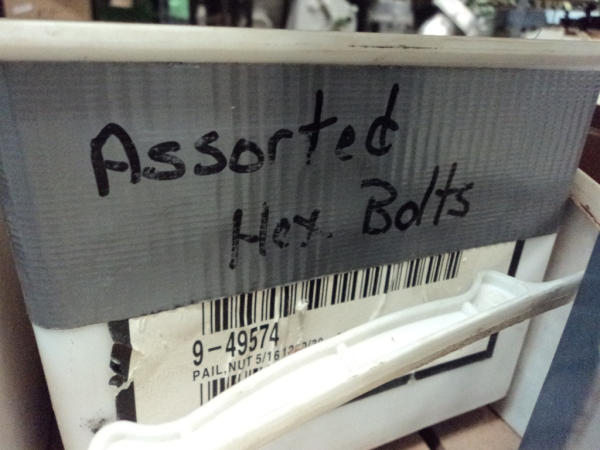 Assorted
Hex Bolts
9-49574
PAIL,NUT 5/16